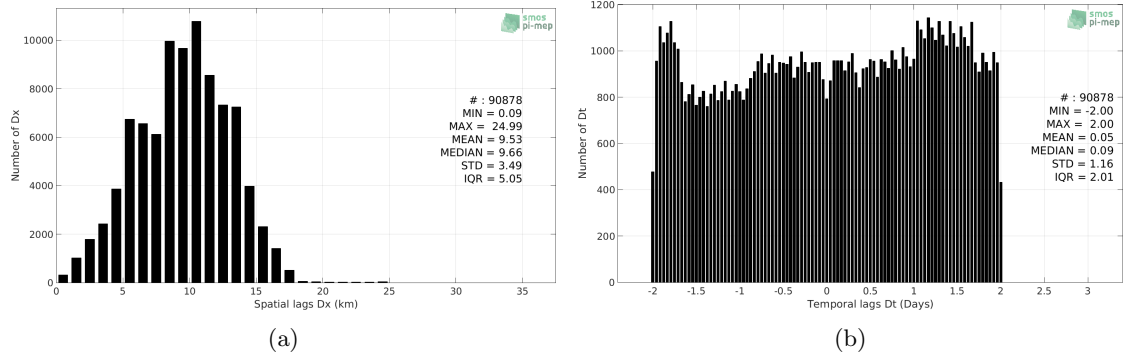 10000
8000
6000
4000
2000
0
Number of Dx
0 5 10 15 20 25 30 35
Spatial lags Dx (km)
smos
pi-mep
# : 90878
MIN = 0.09
MAX = 24.99
MEAN = 9.53
MEDIAN = 9.66
STD = 3.49
IQR = 5.05
(a)
1200
1000
800
600
400
200
0
Number of Dt
-2 -1.5 -1 -0.5 0 0.5 1 1.5 2 2.5 3
Temporal lags Dt (Days)
smos
pi-mep
# : 90878
MIN = -2.00
MAX = 2.00
MEAN = 0.05
MEDIAN = 0.09
STD = 1.16
IQR = 2.01
(b)